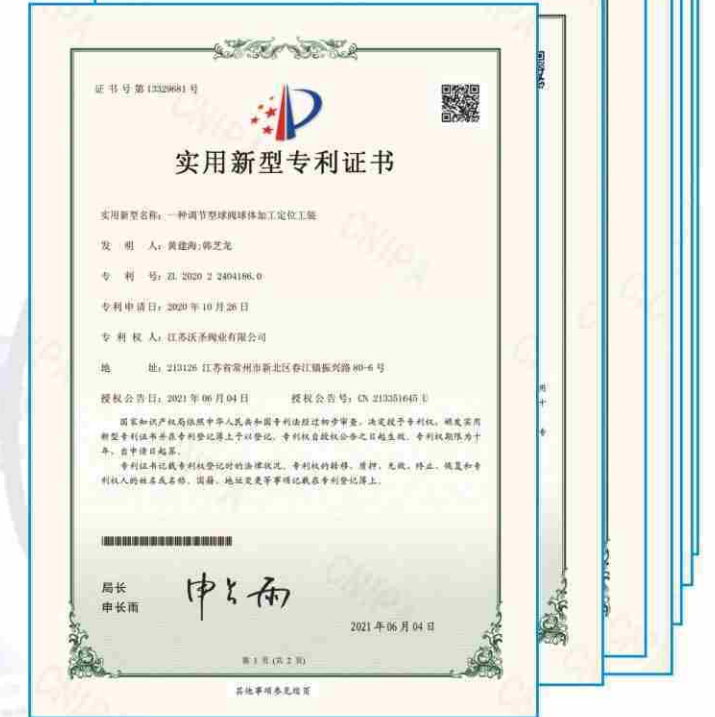 证书号第13329681号
实用新型专利证书
实用新型名称：一种调节型球阀球体加工定位工装
发 明 人：黄建海;郭芝龙
专 利 号：ZL 2020 2 2404186.0
专利申请日：2020年10月26日
专 利 权 人：江苏沃圣阀业有限公司
地 址：213126 江苏省常州市新北区春江镇振兴路80-6号
授权公告日：2021年06月04日 授权公告号：CN 213351645 U
国家知识产权局依照中华人民共和国专利法经过初步审查，决定授予专利权，颁发实用
新型专利证书并在专利登记簿上予以登记。专利权自授权公告之日起生效。专利权期限为十
年，自申请日起算。
专利证书记载专利权登记时的法律状况。专利权的转移、质押、无效、终止、恢复和专
利权人的姓名或名称、国籍、地址变更等事项记载在专利登记簿上。
局长
申长雨
申长雨
2021年06月04日
第 1 页 (共 2 页)
其他事项参见续页
用
十
专
CNIPA
CNIPA
CNIPA
CNIPA